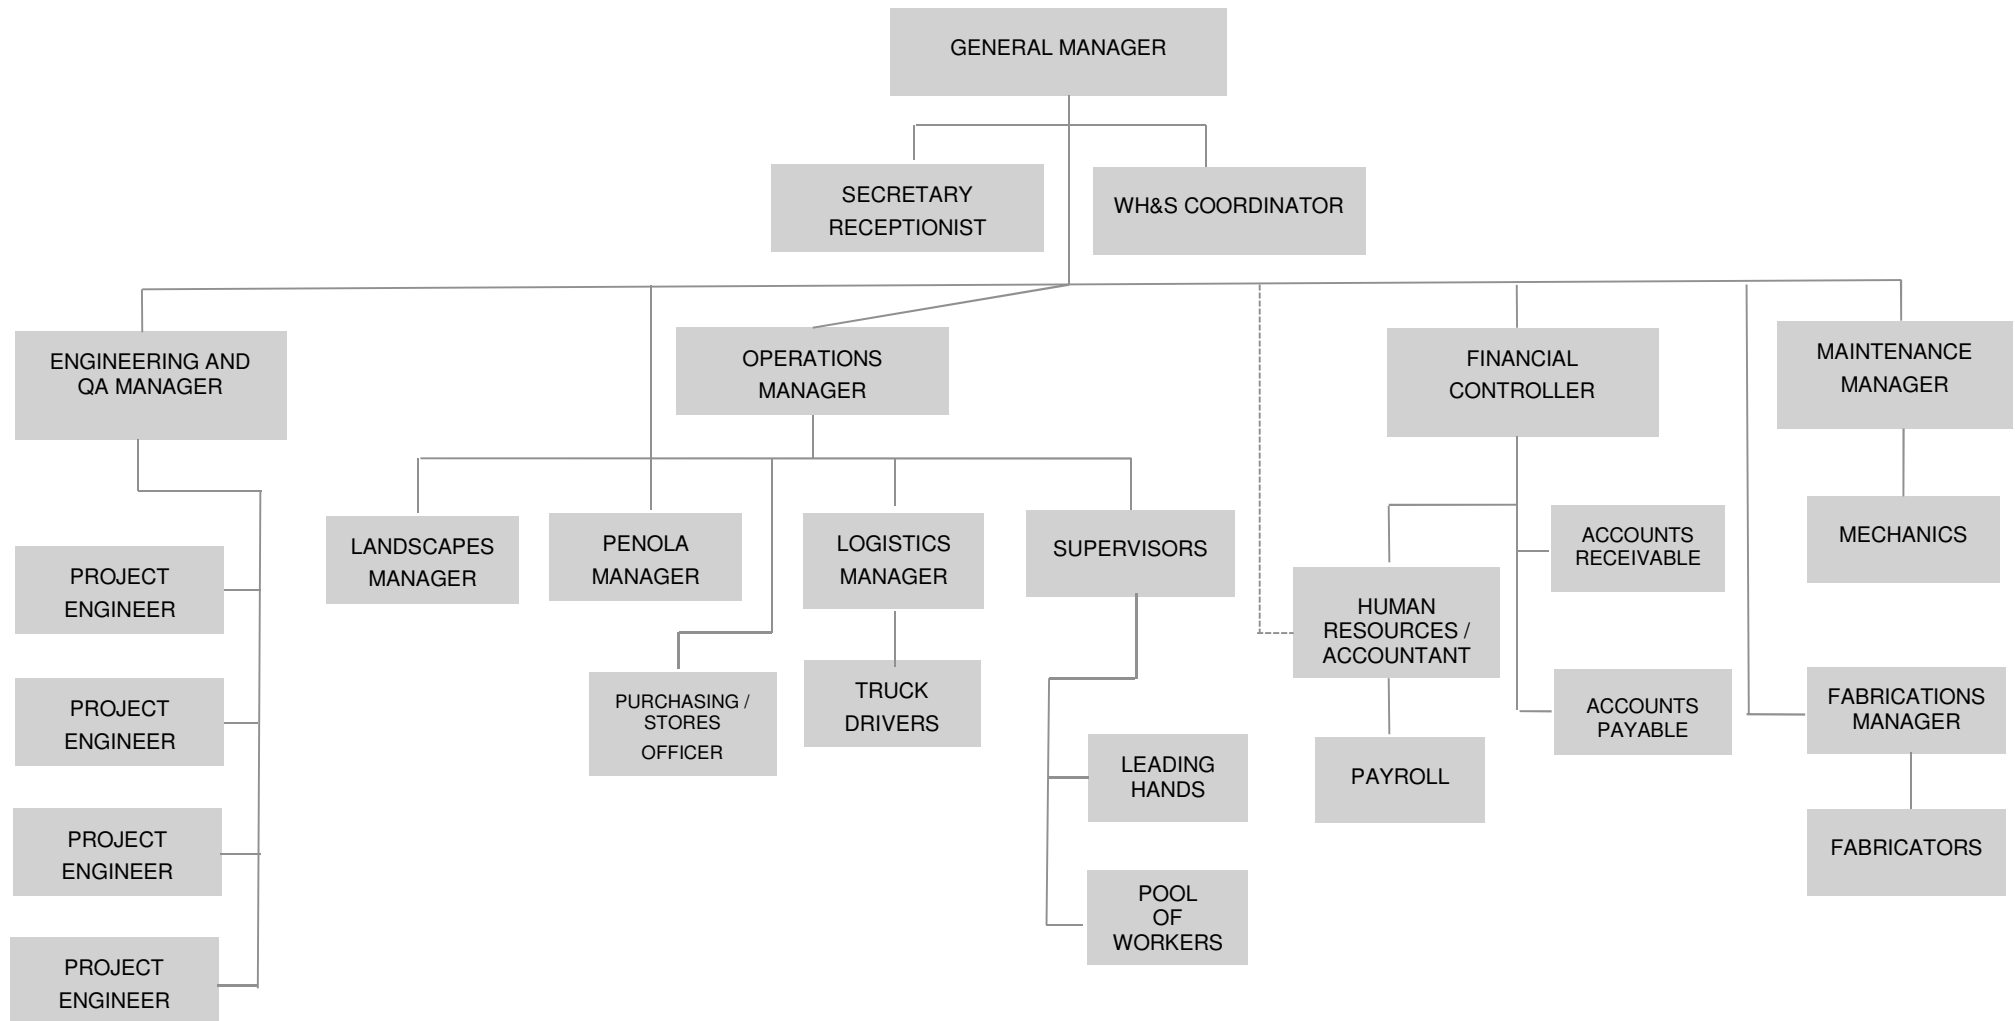 GENERAL MANAGER
SECRETARY
RECEPTIONIST
WH&S COORDINATOR
ENGINEERING AND
QA MANAGER
OPERATIONS
MANAGER
FINANCIAL
CONTROLLER
MAINTENANCE
MANAGER
LANDSCAPES
MANAGER
PENOLA
MANAGER
LOGISTICS
MANAGER
SUPERVISORS
ACCOUNTS
RECEIVABLE
MECHANICS
PROJECT
ENGINEER
HUMAN
RESOURCES /
ACCOUNTANT
PROJECT
ENGINEER
PURCHASING /
STORES
OFFICER
TRUCK
DRIVERS
ACCOUNTS
PAYABLE
FABRICATIONS
MANAGER
LEADING
HANDS
PAYROLL
PROJECT
ENGINEER
FABRICATORS
POOL
OF
WORKERS
PROJECT
ENGINEER